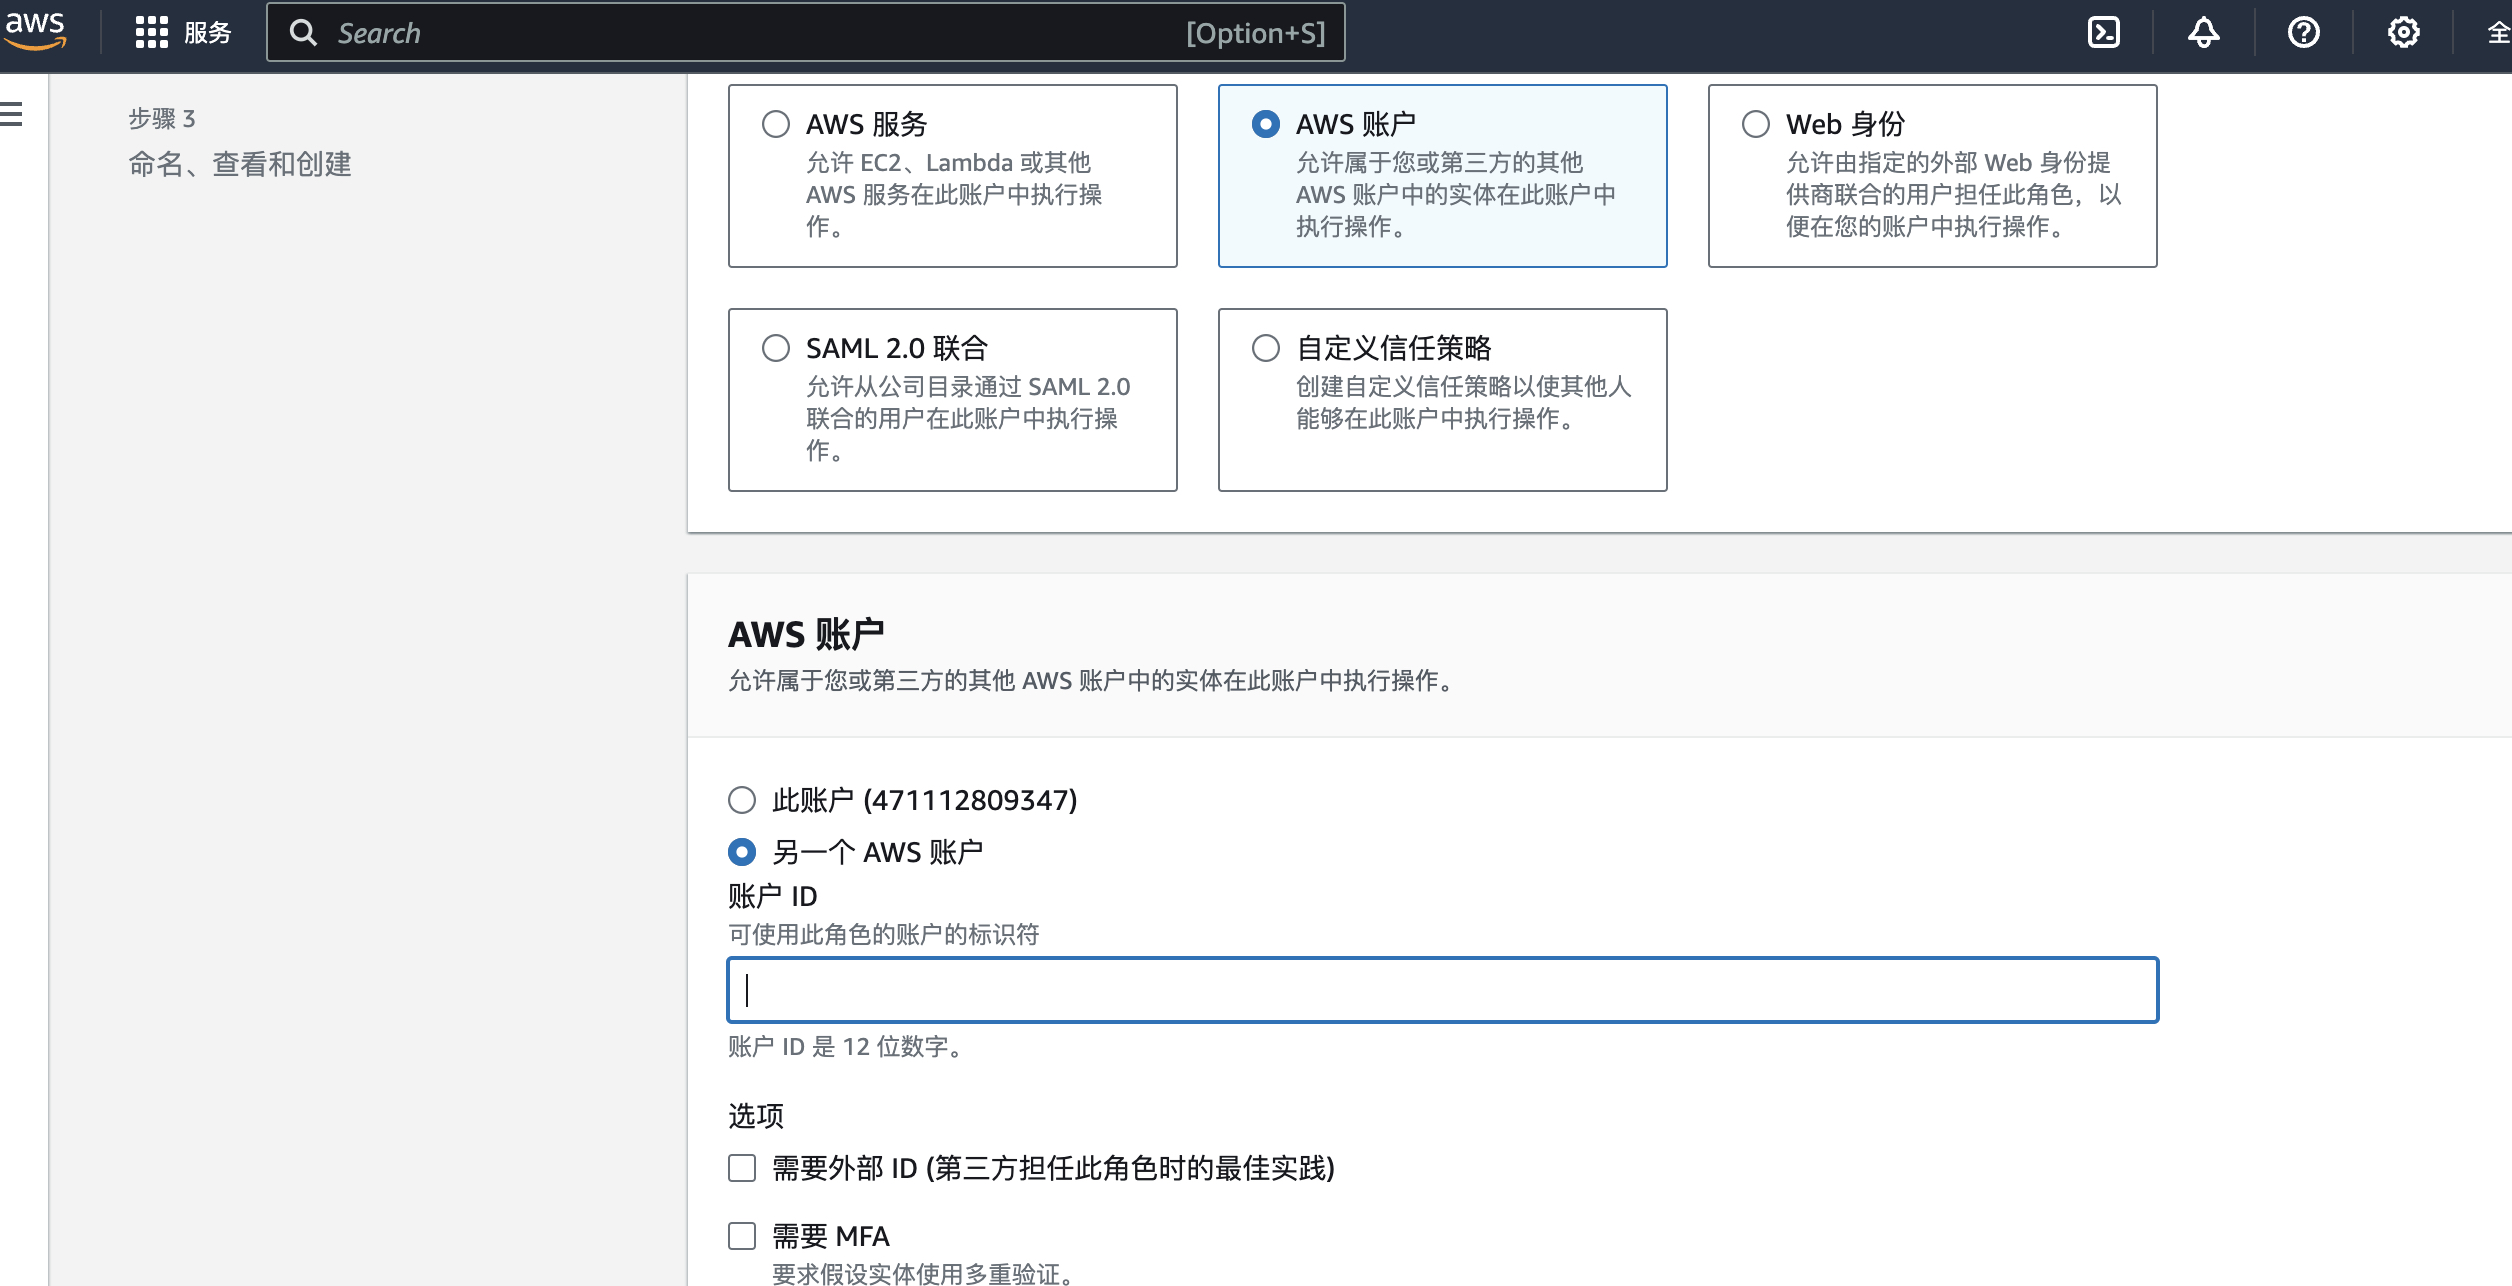 aws
服务
Search
[Option+S]
全
步骤 3
命名、查看和创建
AWS 服务
允许 EC2、Lambda 或其他
AWS 服务在此账户中执行操
作。
AWS 账户
允许属于您或第三方的其他
AWS 账户中的实体在此账户中
执行操作。
Web 身份
允许由指定的外部 Web 身份提
供商联合的用户担任此角色，以
便在您的账户中执行操作。
SAML 2.0 联合
允许从公司目录通过 SAML 2.0
联合的用户在此账户中执行操
作。
自定义信任策略
创建自定义信任策略以使其他人
能够在此账户中执行操作。
AWS 账户
允许属于您或第三方的其他 AWS 账户中的实体在此账户中执行操作。
此账户 (471112809347)
另一个 AWS 账户
账户 ID
可使用此角色的账户的标识符
账户 ID 是 12 位数字。
选项
需要外部 ID (第三方担任此角色时的最佳实践)
需要 MFA
要求假设实体使用多重验证。